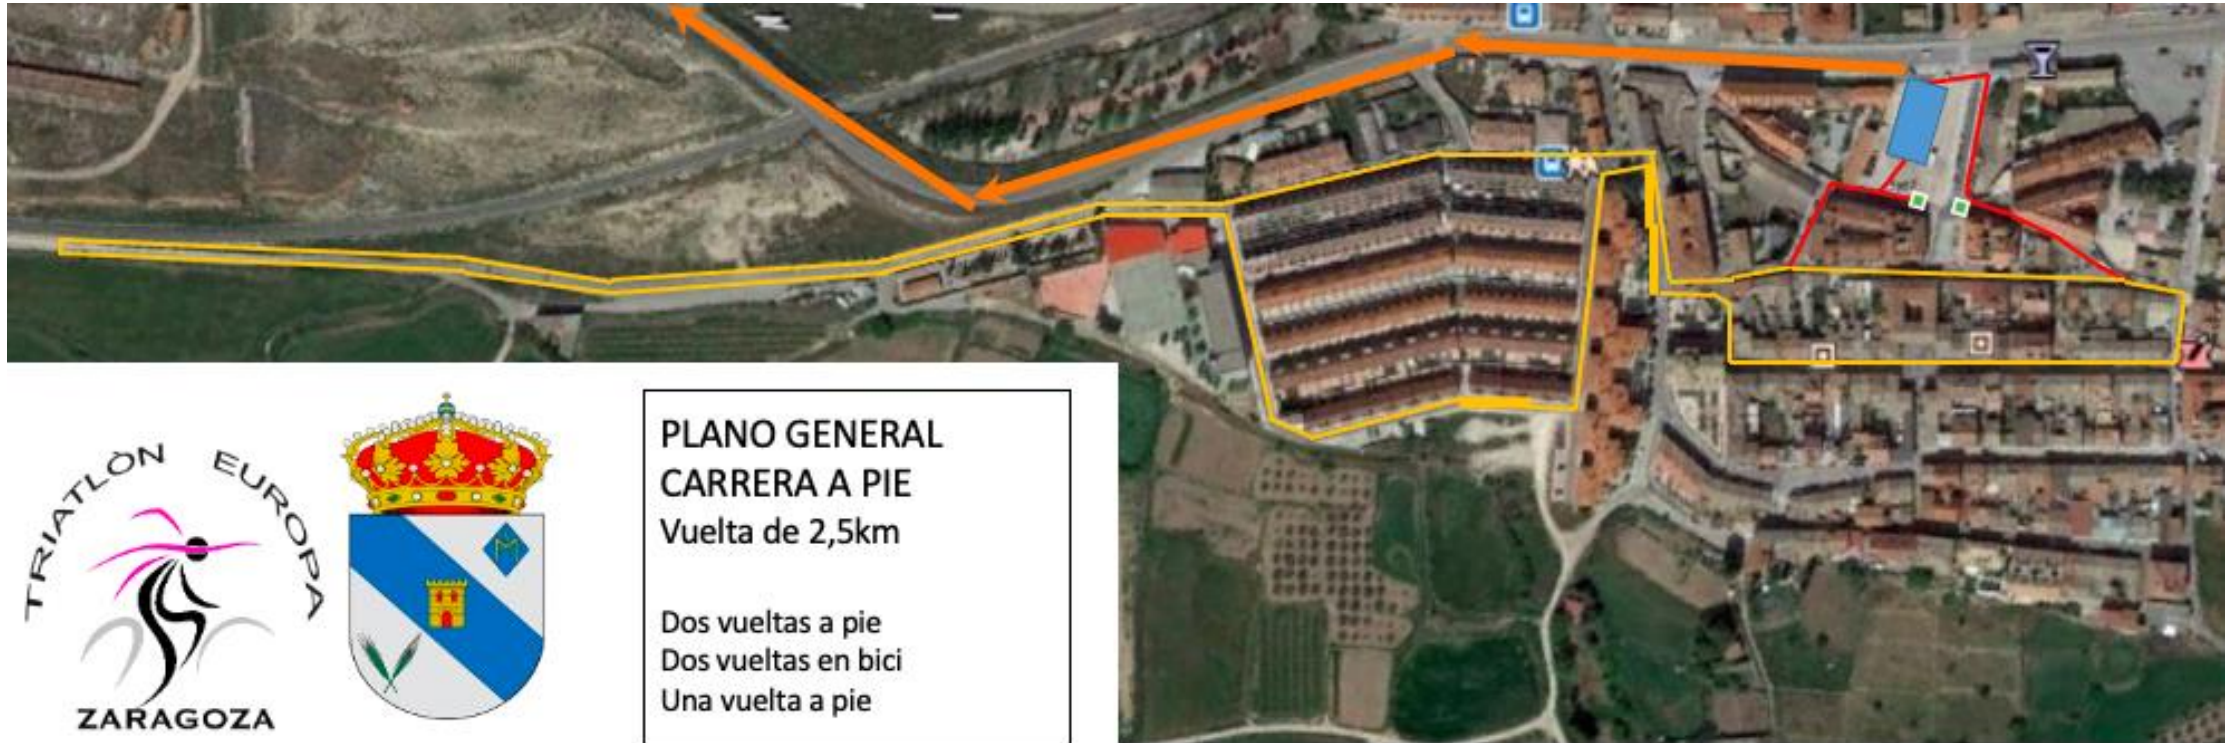 TRIATLÒN EUROPA
ZARAGOZA
PLANO GENERAL
CARRERA A PIE
Vuelta de 2,5km
Dos vueltas a pie
Dos vueltas en bici
Una vuelta a pie